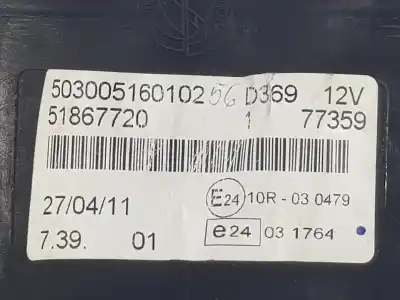 503005160102 56 D369 12V
51867720 1 77359
27/04/11 E24 10R - 03 0479
7.39. 01 e24 03 1764